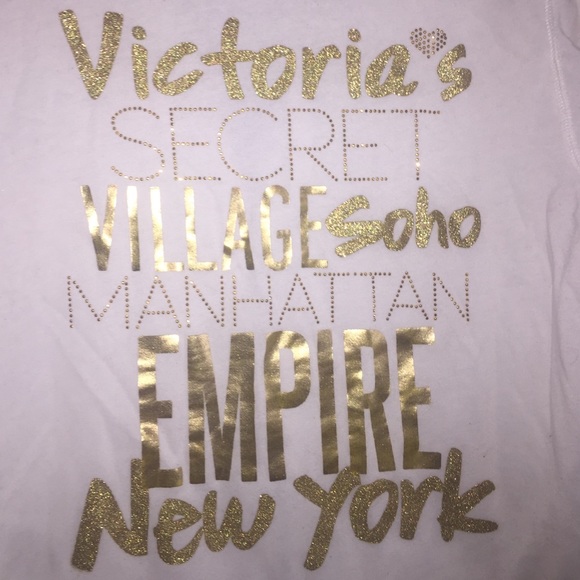 Victoria's
SECRET
VILLAGE Soho
MANHATTAN
EMPIRE
New York